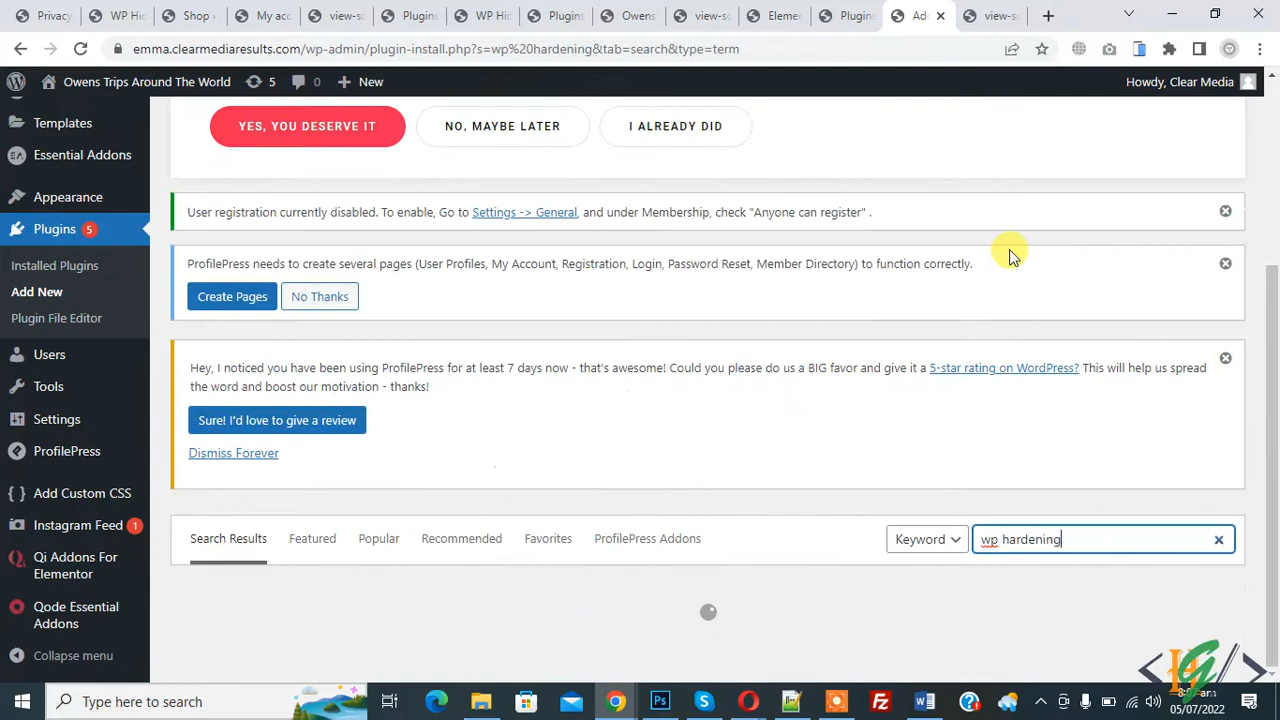 Privacy
WP Hi
Shop ›
My acc
view-sc
Plugins
WP Hi
Plugins
Owens
view-sc
Elemer
Plugins
Ad
view-sc
emma.clearmediaresults.com/wp-admin/plugin-install.php?s=wp%20hardening&tab=search&type=term
Owens Trips Around The World
5
0
New
Howdy, Clear Media
Templates
Essential Addons
Appearance
Plugins 5
Installed Plugins
Add New
Plugin File Editor
Users
Tools
Settings
ProfilePress
Add Custom CSS
Instagram Feed 1
Qi Addons For
Elementor
Qode Essential
Addons
Collapse menu
YES, YOU DESERVE IT
NO, MAYBE LATER
I ALREADY DID
User registration currently disabled. To enable, Go to Settings -> General, and under Membership, check "Anyone can register" .
ProfilePress needs to create several pages (User Profiles, My Account, Registration, Login, Password Reset, Member Directory) to function correctly.
Create Pages
No Thanks
Hey, I noticed you have been using ProfilePress for at least 7 days now - that's awesome! Could you please do us a BIG favor and give it a 5-star rating on WordPress? This will help us spread
the word and boost our motivation - thanks!
Sure! I'd love to give a review
Dismiss Forever
Search Results
Featured
Popular
Recommended
Favorites
ProfilePress Addons
Keyword
wp hardening
Type here to search
05/07/2022